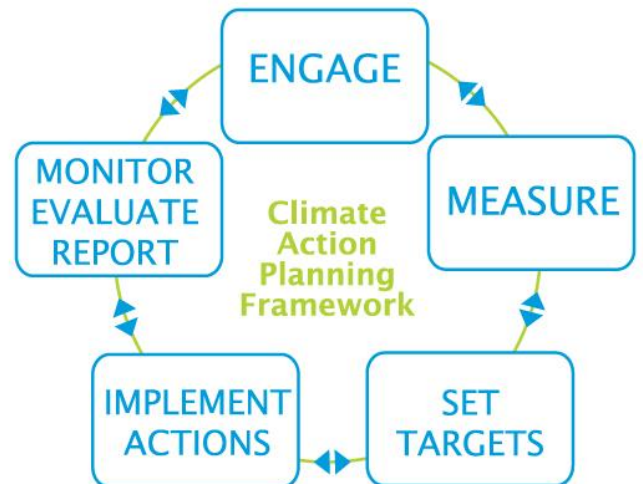 ENGAGE
MEASURE
SET
TARGETS
IMPLEMENT
ACTIONS
MONITOR
EVALUATE
REPORT
Climate
Action
Planning
Framework